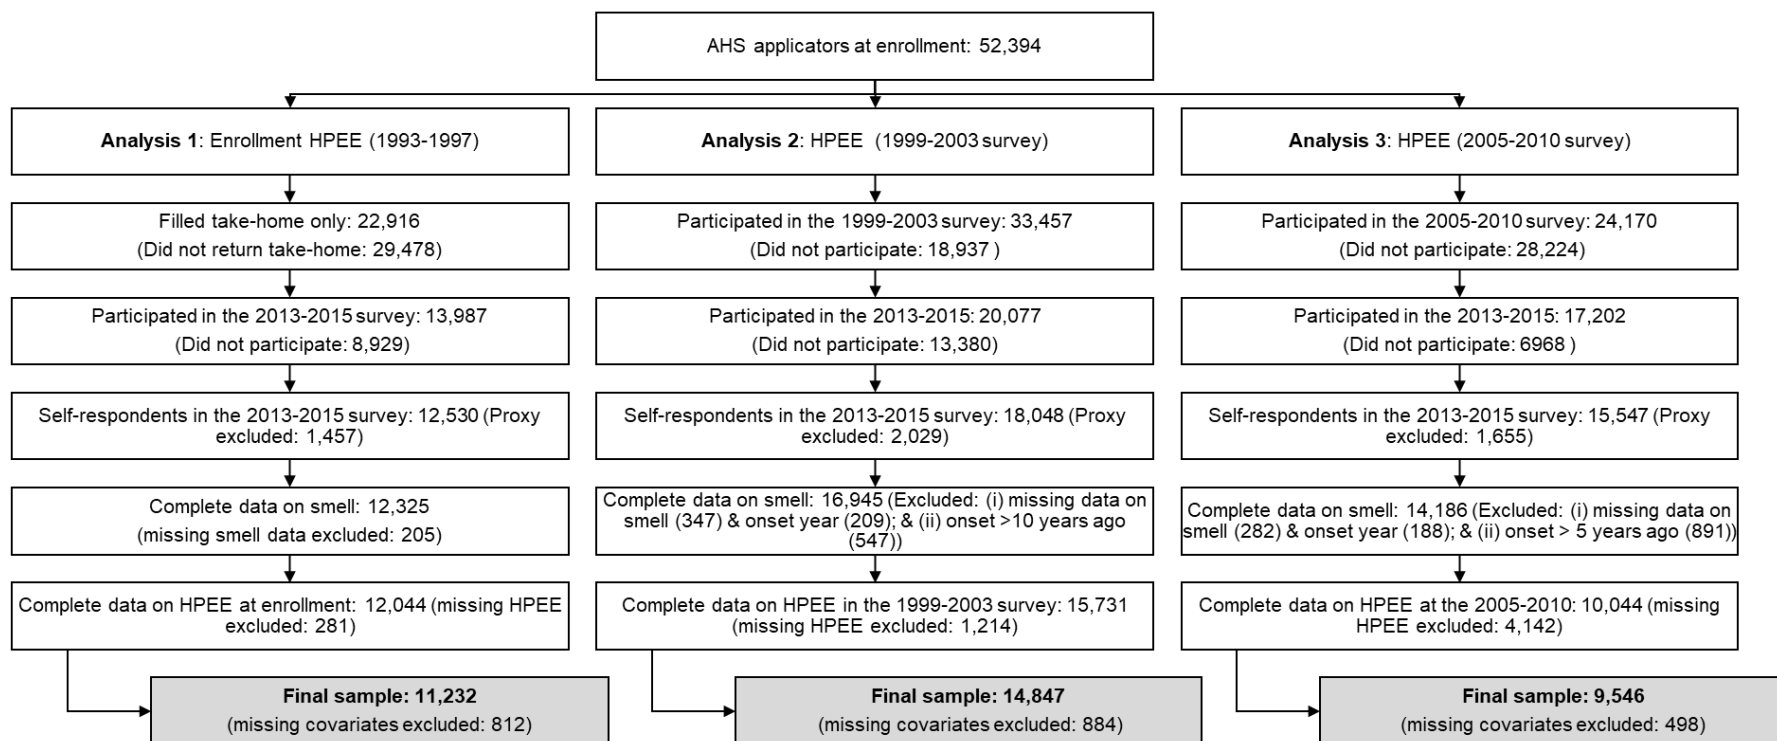 AHS applicators at enrollment: 52,394
Analysis 1: Enrollment HPEE (1993-1997)
Analysis 2: HPEE (1999-2003 survey)
Analysis 3: HPEE (2005-2010 survey)
Filled take-home only: 22,916
(Did not return take-home: 29,478)
Participated in the 1999-2003 survey: 33,457
(Did not participate: 18,937 )
Participated in the 2005-2010 survey: 24,170
(Did not participate: 28,224)
Participated in the 2013-2015 survey: 13,987
(Did not participate: 8,929)
Participated in the 2013-2015: 20,077
(Did not participate: 13,380)
Participated in the 2013-2015: 17,202
(Did not participate: 6968 )
Self-respondents in the 2013-2015 survey: 12,530 (Proxy
excluded: 1,457)
Self-respondents in the 2013-2015 survey: 18,048 (Proxy
excluded: 2,029)
Self-respondents in the 2013-2015 survey: 15,547 (Proxy
excluded: 1,655)
Complete data on smell: 12,325
(missing smell data excluded: 205)
Complete data on smell: 16,945 (Excluded: (i) missing data on
smell (347) & onset year (209); & (ii) onset >10 years ago
(547))
Complete data on smell: 14,186 (Excluded: (i) missing data on
smell (282) & onset year (188); & (ii) onset > 5 years ago (891))
Complete data on HPEE at enrollment: 12,044 (missing HPEE
excluded: 281)
Complete data on HPEE in the 1999-2003 survey: 15,731
(missing HPEE excluded: 1,214)
Complete data on HPEE at the 2005-2010: 10,044 (missing
HPEE excluded: 4,142)
Final sample: 11,232
(missing covariates excluded: 812)
Final sample: 14,847
(missing covariates excluded: 884)
Final sample: 9,546
(missing covariates excluded: 498)